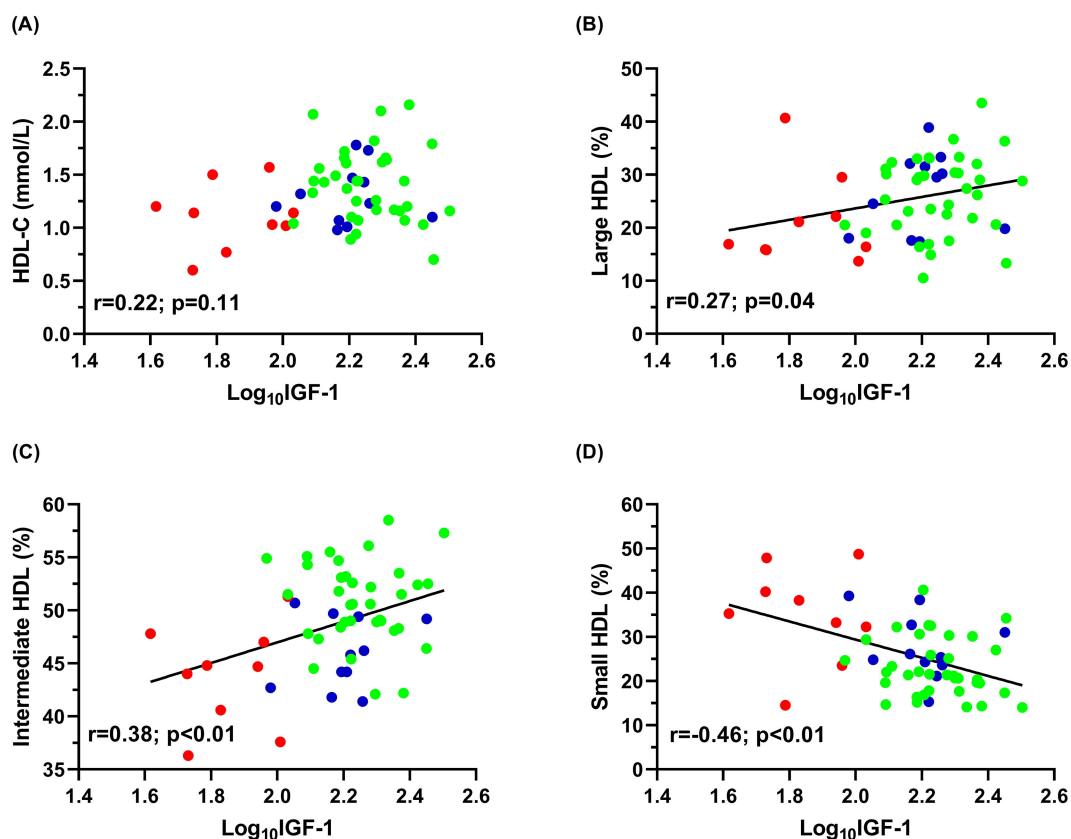 (A)
HDL-C (mmol/L)
2.5
2.0
1.5
1.0
0.5
0.0
r=0.22; p=0.11
1.4 1.6 1.8 2.0 2.2 2.4 2.6
Log₁₀IGF-1
(B)
Large HDL (%)
50
40
30
20
10
0
r=0.27; p=0.04
1.4 1.6 1.8 2.0 2.2 2.4 2.6
Log₁₀IGF-1
(C)
Intermediate HDL (%)
60
55
50
45
40
35
r=0.38; p<0.01
1.4 1.6 1.8 2.0 2.2 2.4 2.6
Log₁₀IGF-1
(D)
Small HDL (%)
60
50
40
30
20
10
0
r=-0.46; p<0.01
1.4 1.6 1.8 2.0 2.2 2.4 2.6
Log₁₀IGF-1